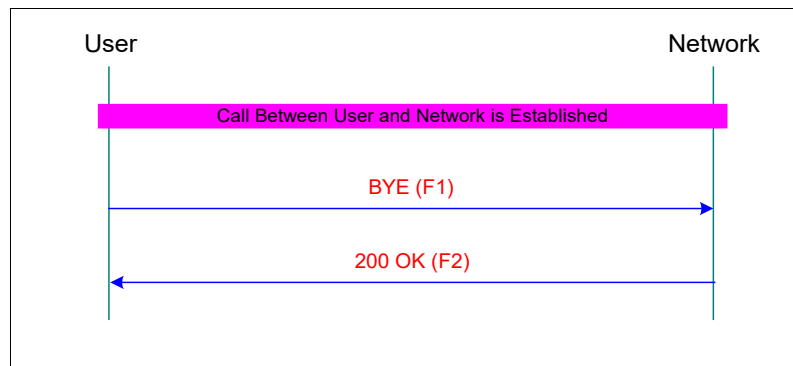 User
Network
Call Between User and Network is Established
BYE (F1)
200 OK (F2)